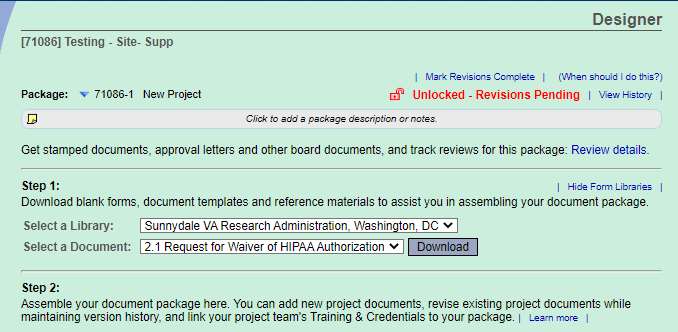 Designer
[71086] Testing - Site- Supp
| Mark Revisions Complete | (When should I do this?)
Package: 71086-1 New Project Unlocked - Revisions Pending | View History |
Click to add a package description or notes.
Get stamped documents, approval letters and other board documents, and track reviews for this package: Review details.
Step 1: | Hide Form Libraries |
Download blank forms, document templates and reference materials to assist you in assembling your document package.
Select a Library: Sunnydale VA Research Administration, Washington, DC
Select a Document: 2.1 Request for Waiver of HIPAA Authorization Download
Step 2:
Assemble your document package here. You can add new project documents, revise existing project documents while
maintaining version history, and link your project team's Training & Credentials to your package. | Learn more |